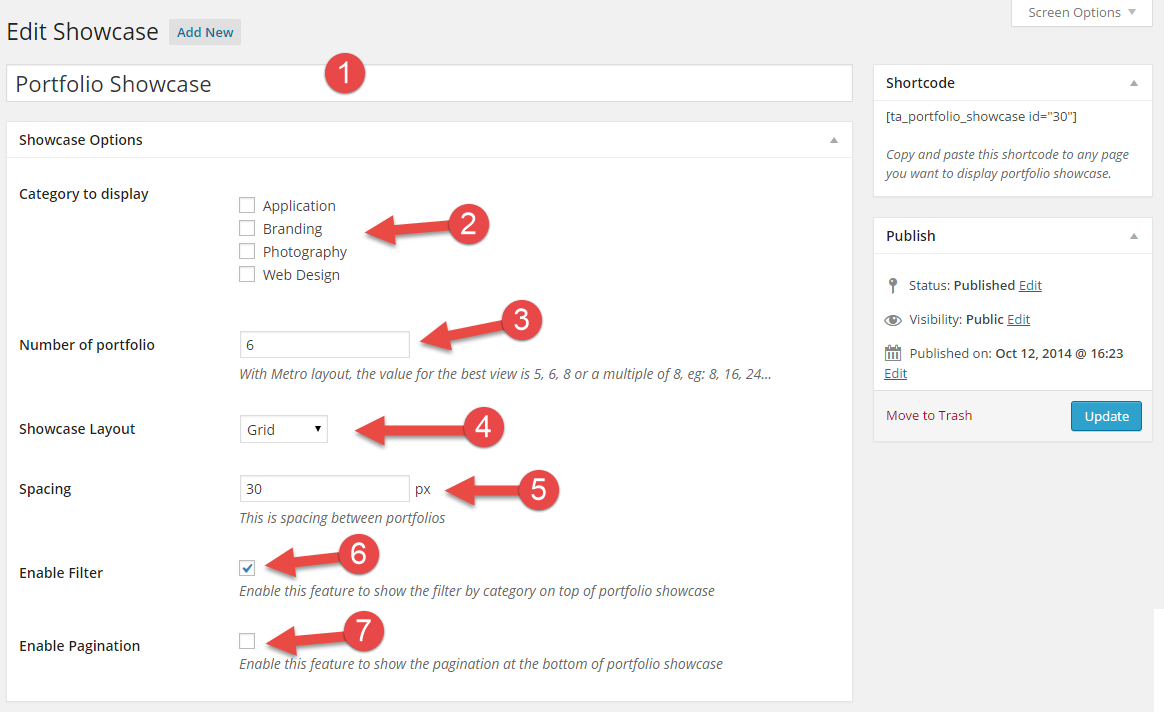 Screen Options
Edit Showcase Add New
Portfolio Showcase
1
Showcase Options
Category to display
Application
Branding
Photography
Web Design
2
Number of portfolio
6
3
With Metro layout, the value for the best view is 5, 6, 8 or a multiple of 8, eg: 8, 16, 24...
Showcase Layout
Grid
4
Spacing
30 px
5
This is spacing between portfolios
Enable Filter
6
Enable this feature to show the filter by category on top of portfolio showcase
Enable Pagination
7
Enable this feature to show the pagination at the bottom of portfolio showcase
Shortcode
[ta_portfolio_showcase id="30"]
Copy and paste this shortcode to any page
you want to display portfolio showcase.
Publish
Status: Published Edit
Visibility: Public Edit
Published on: Oct 12, 2014 @ 16:23
Edit
Move to Trash
Update